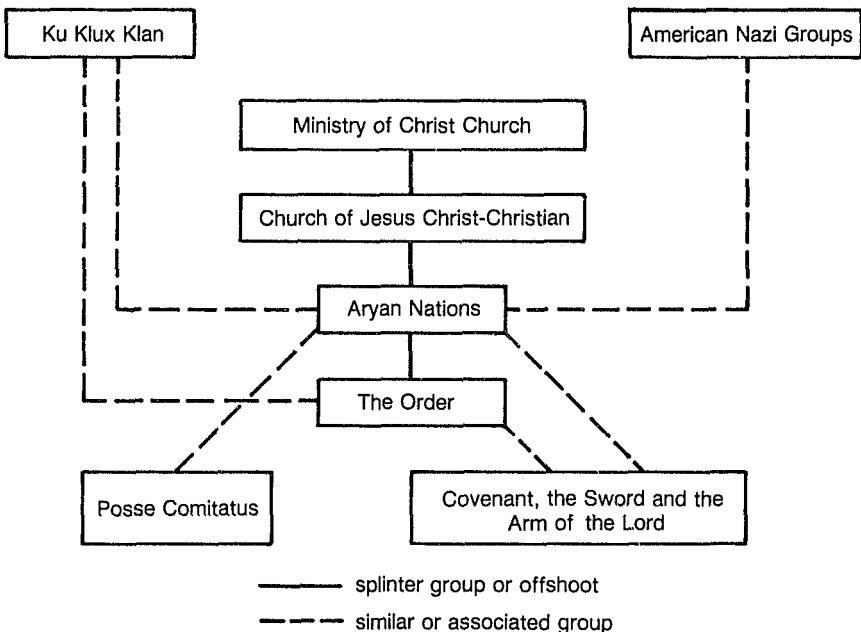 Ku Klux Klan
American Nazi Groups
Ministry of Christ Church
Church of Jesus Christ-Christian
Aryan Nations
The Order
Posse Comitatus
Covenant, the Sword and the
Arm of the Lord
splinter group or offshoot
similar or associated group